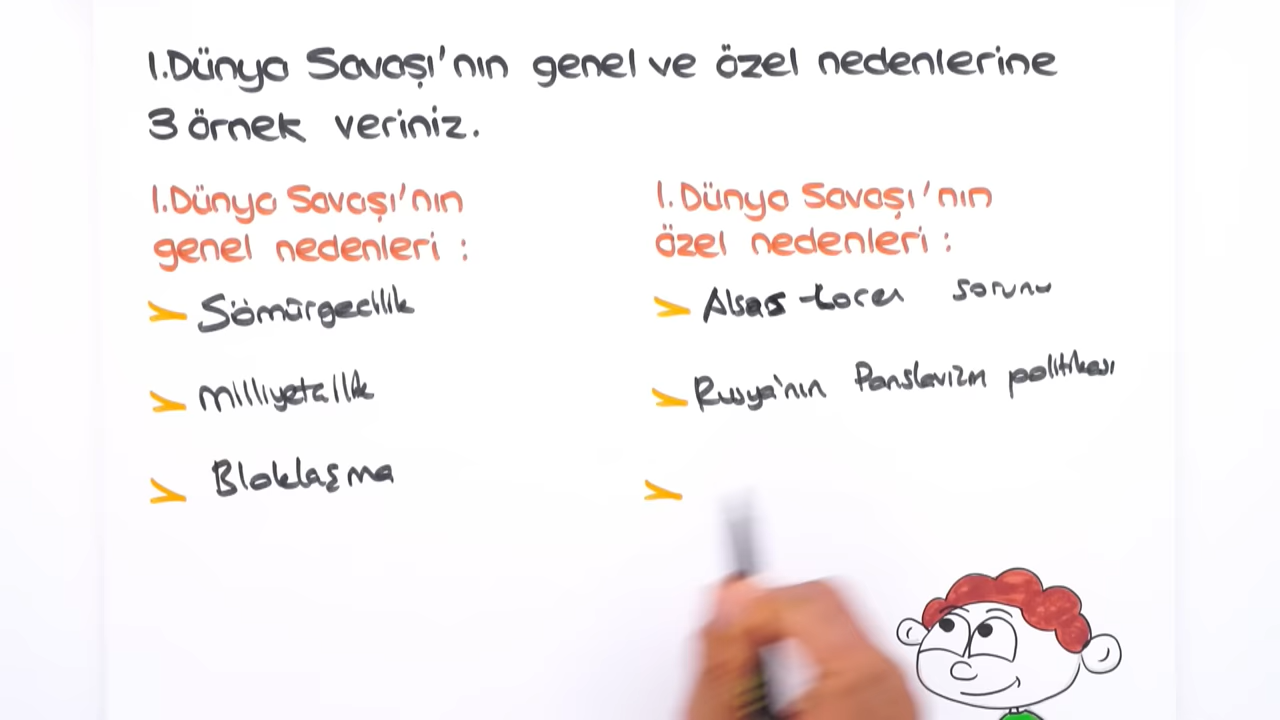 1.Dünya Savaşı'nın genel ve özel nedenlerine
3 örnek veriniz.
1.Dünya Savaşı'nın
genel nedenleri :
Sömürgecilik
Milliyetçilik
Bloklaşma
1.Dünya Savaşı'nın
özel nedenleri :
Alsas-Loren sorunu
Rusya'nın Panslavizm politikası